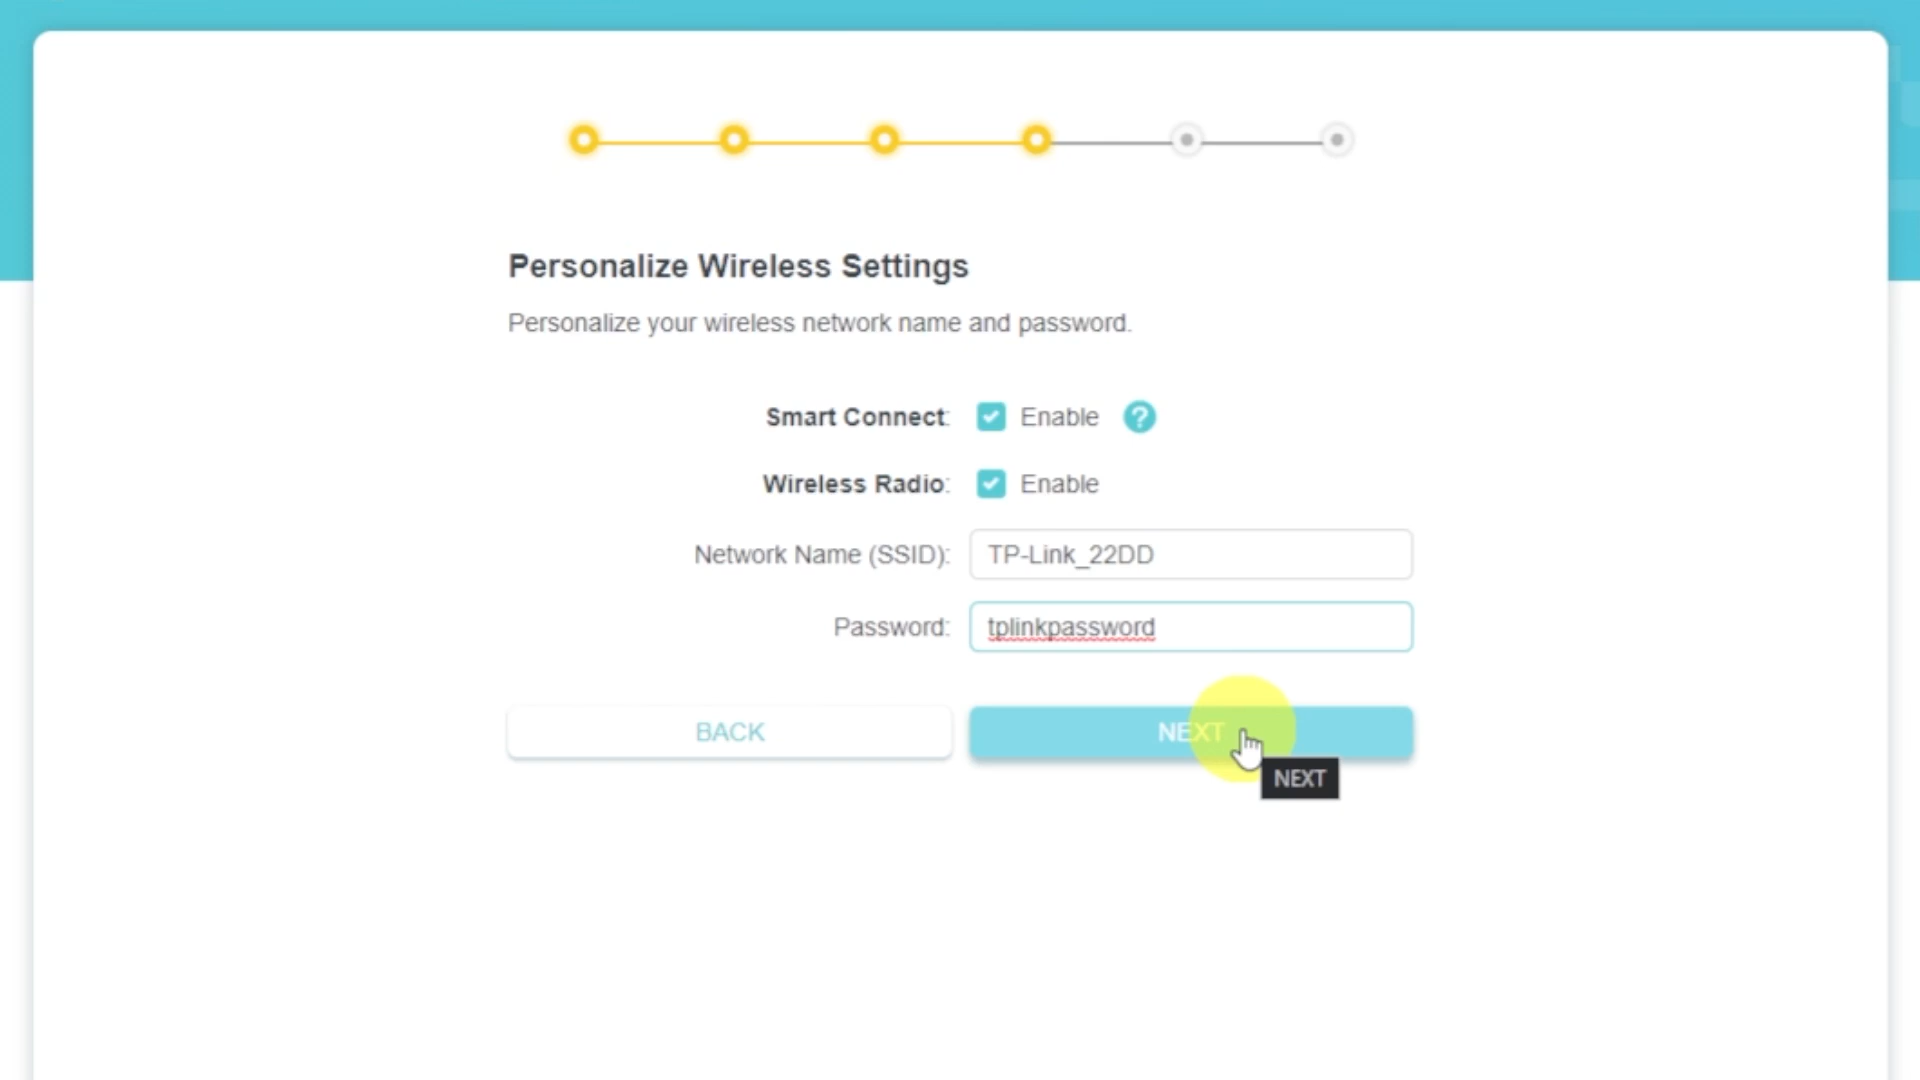 Personalize Wireless Settings
Personalize your wireless network name and password.
Smart Connect: Enable ?
Wireless Radio: Enable
Network Name (SSID): TP-Link_22DD
Password: tplinkpassword
BACK NEXT
NEXT